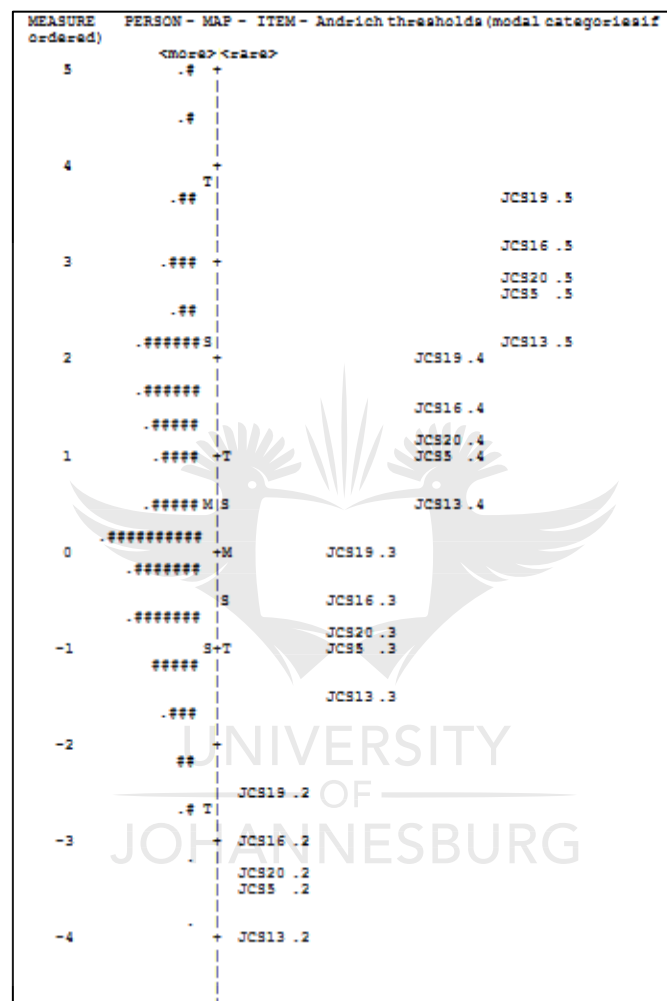 MEASURE PERSON - MAP - ITEM - Andrich thresholds(modal categoriesif
ordered)
<more> <rare>
5 .# +
|
.# |
|
4 +
T|
.## | JCS19 .5
|
| JCS16 .5
3 .### +
| JCS20 .5
| JCS5 .5
.## |
|
.###### S| JCS13 .5
2 + JCS19 .4
|
.###### |
| JCS16 .4
.##### |
| JCS20 .4
1 .#### +T JCS5 .4
|
.##### M|S JCS13 .4
|
.########## |
0 +M JCS19 .3
.####### |
|
|S JCS16 .3
.####### |
| JCS20 .3
-1 S+T JCS5 .3
##### |
|
| JCS13 .3
.### |
|
-2 +
## |
|
| JCS19 .2
.# T|
|
-3 + JCS16 .2
. |
| JCS20 .2
| JCS5 .2
|
. |
-4 + JCS13 .2
|
|
UNIVERSITY
OF
JOHANNESBURG